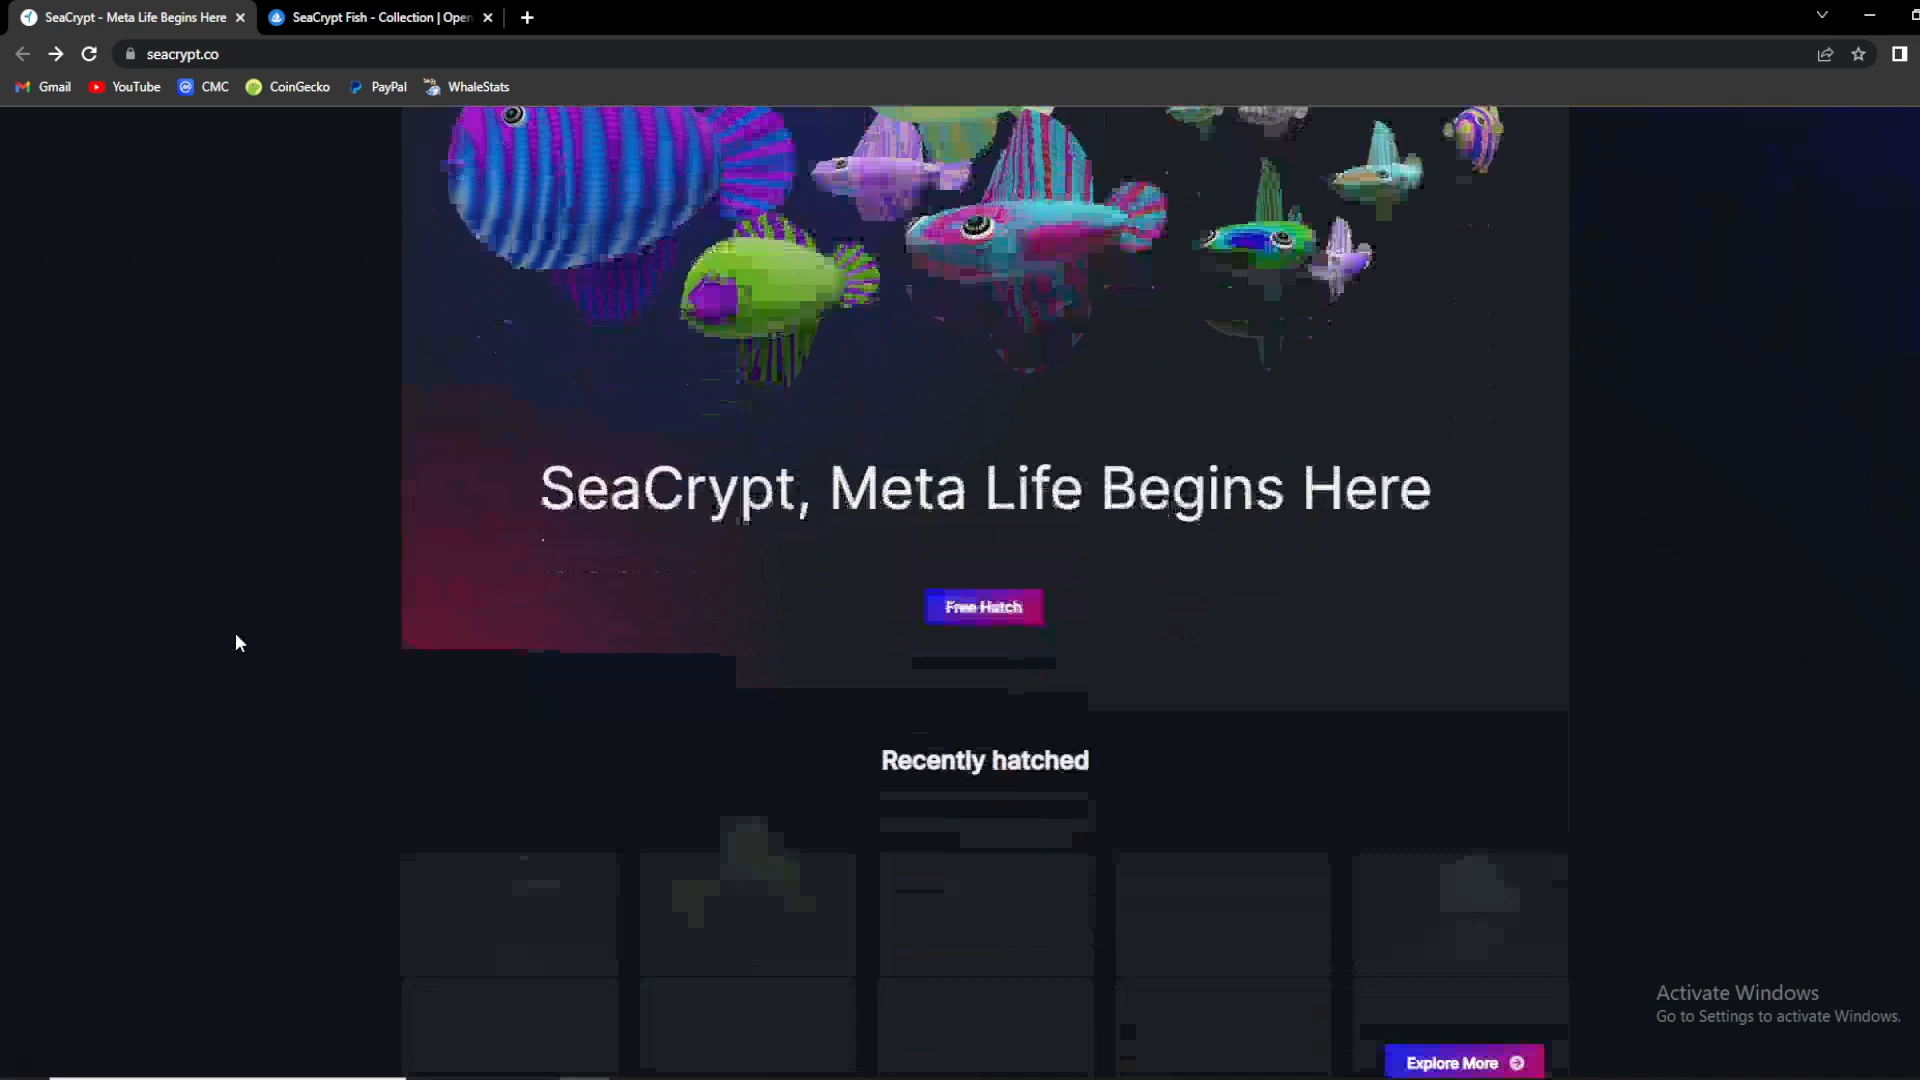 SeaCrypt - Meta Life Begins Here
SeaCrypt Fish - Collection | Open
seacrypt.co
Gmail YouTube CMC CoinGecko PayPal WhaleStats
SeaCrypt, Meta Life Begins Here
Free Hatch
Recently hatched
Activate Windows
Go to Settings to activate Windows.
Explore More